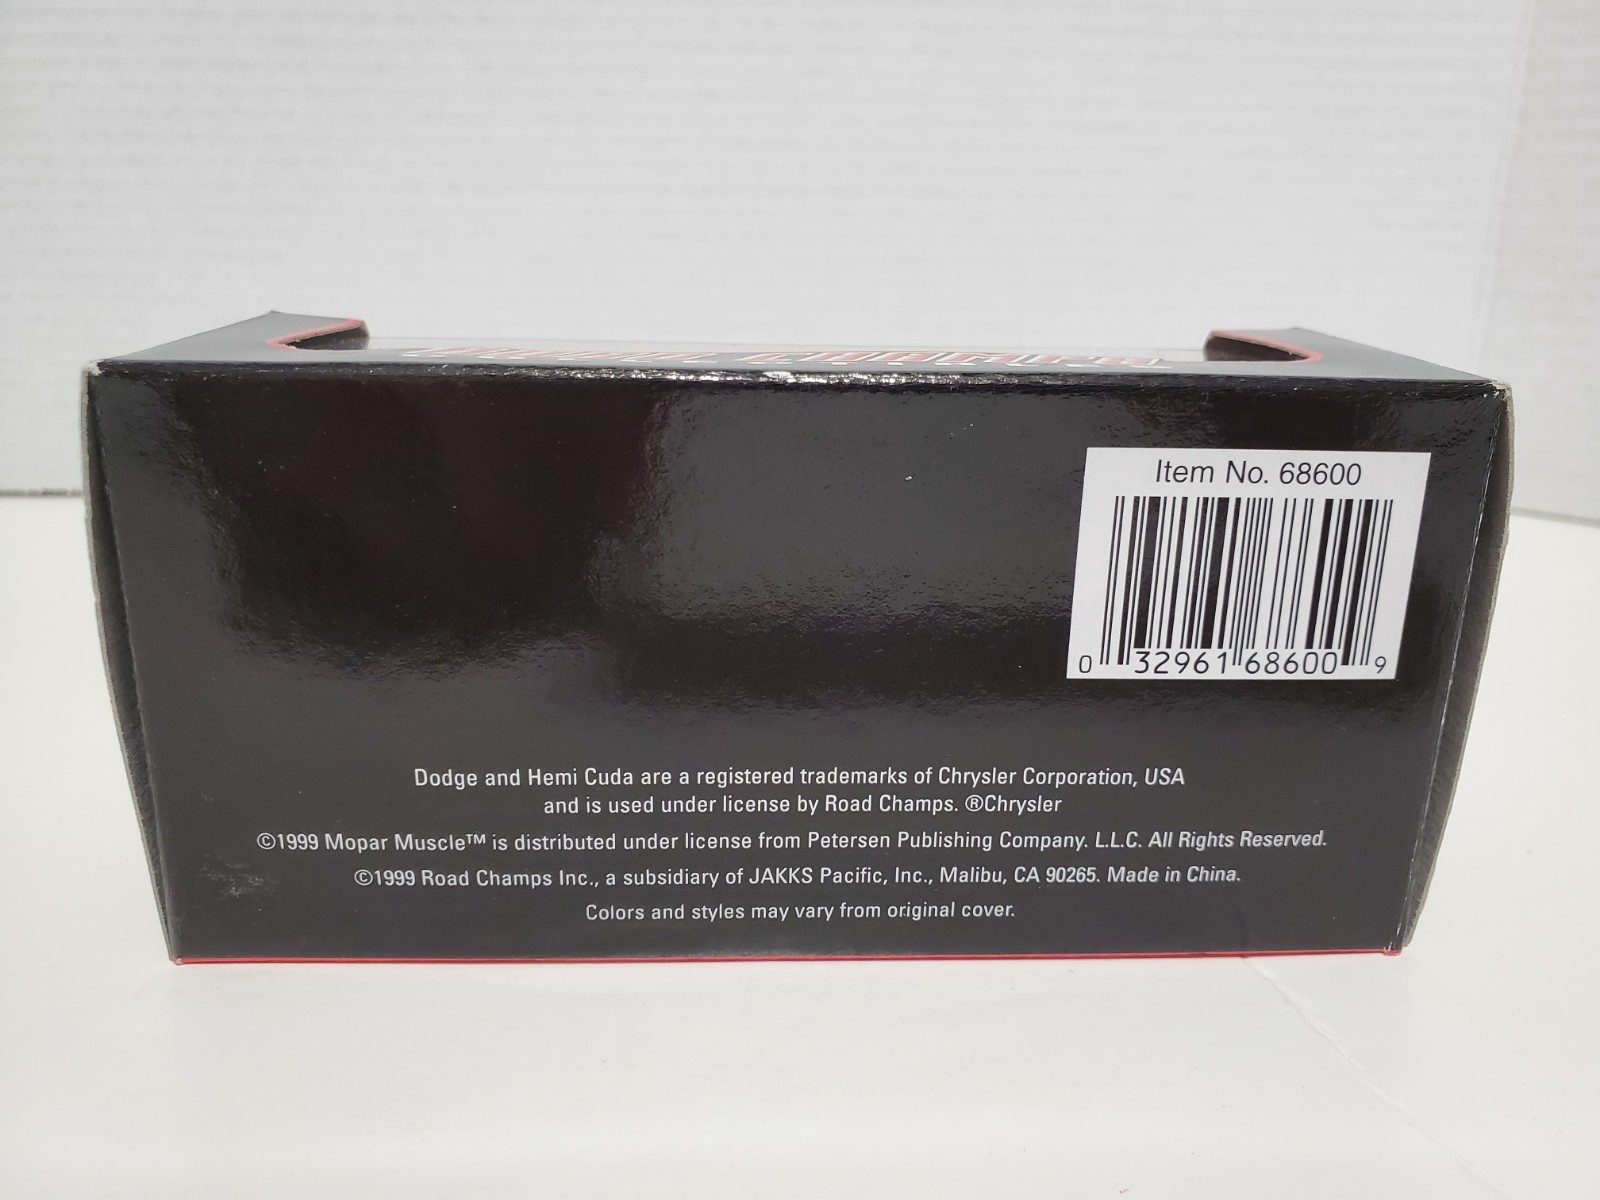 ROAD CHAMPS
Item No. 68600
0 32961 68600 9
Dodge and Hemi Cuda are a registered trademarks of Chrysler Corporation, USA
and is used under license by Road Champs. ®Chrysler
©1999 Mopar Muscle™ is distributed under license from Petersen Publishing Company. L.L.C. All Rights Reserved.
©1999 Road Champs Inc., a subsidiary of JAKKS Pacific, Inc., Malibu, CA 90265. Made in China.
Colors and styles may vary from original cover.